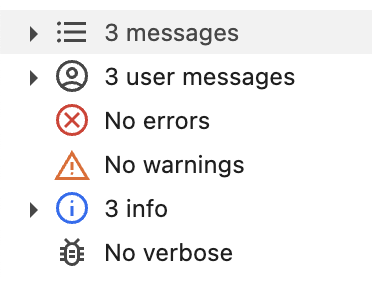 3 messages
3 user messages
No errors
No warnings
3 info
No verbose